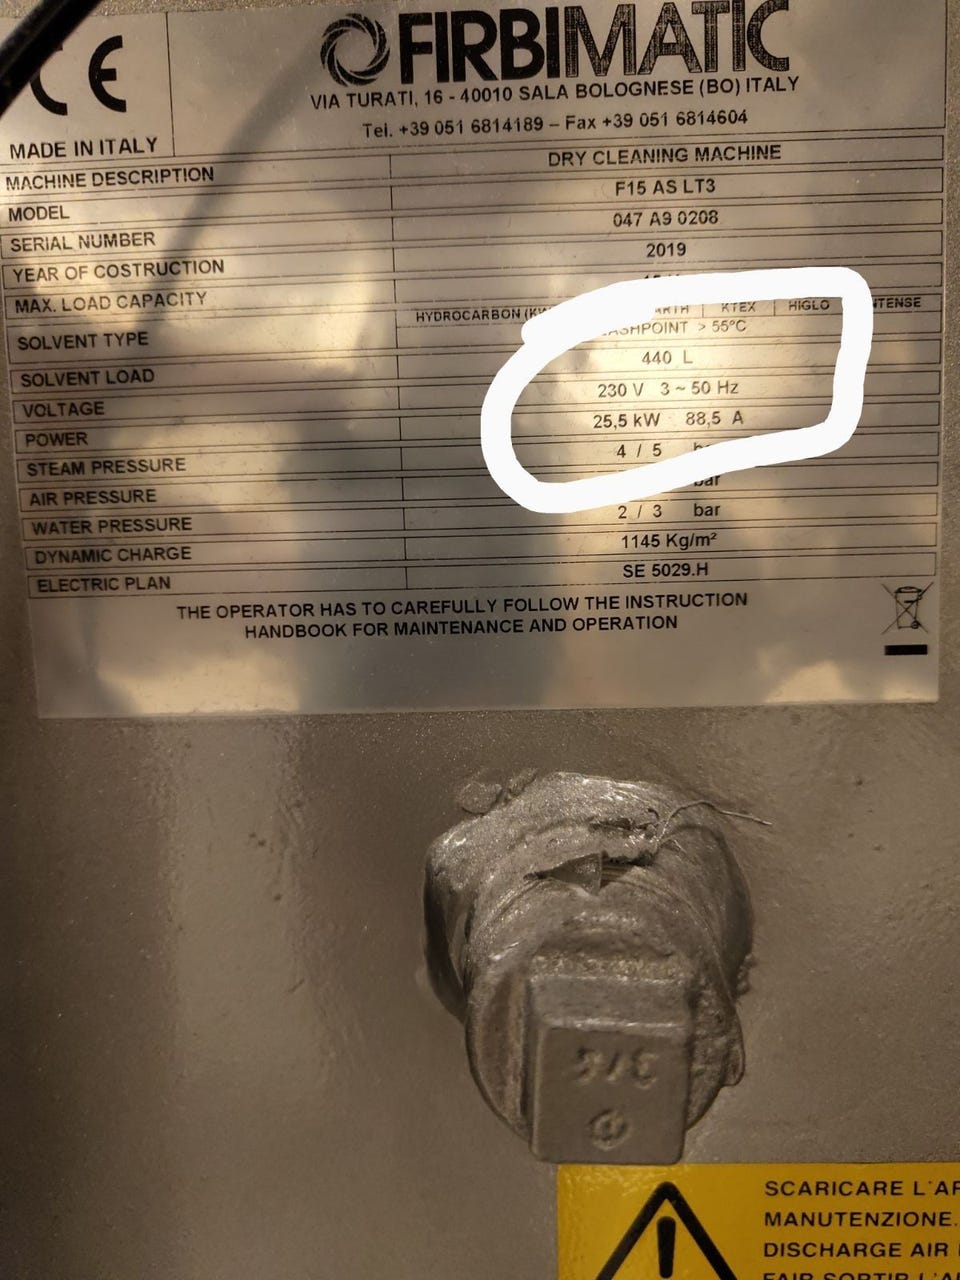 CE
FIRBIMATIC
VIA TURATI, 16 - 40010 SALA BOLOGNESE (BO) ITALY
Tel. +39 051 6814189 – Fax +39 051 6814604
MADE IN ITALY
MACHINE DESCRIPTION DRY CLEANING MACHINE
MODEL F15 AS LT3
SERIAL NUMBER 047 A9 0208
YEAR OF COSTRUCTION 2019
MAX. LOAD CAPACITY
SOLVENT TYPE HYDROCARBON KTEX HIGLO
> 55°C
SOLVENT LOAD 440 L
VOLTAGE 230 V 3 ~ 50 Hz
POWER 25,5 kW 88,5 A
STEAM PRESSURE 4 / 5
AIR PRESSURE bar
WATER PRESSURE 2 / 3 bar
DYNAMIC CHARGE 1145 Kg/m²
ELECTRIC PLAN SE 5029.H
THE OPERATOR HAS TO CAREFULLY FOLLOW THE INSTRUCTION
HANDBOOK FOR MAINTENANCE AND OPERATION
3/4
SCARICARE L'
MANUTENZIONE.
DISCHARGE AIR